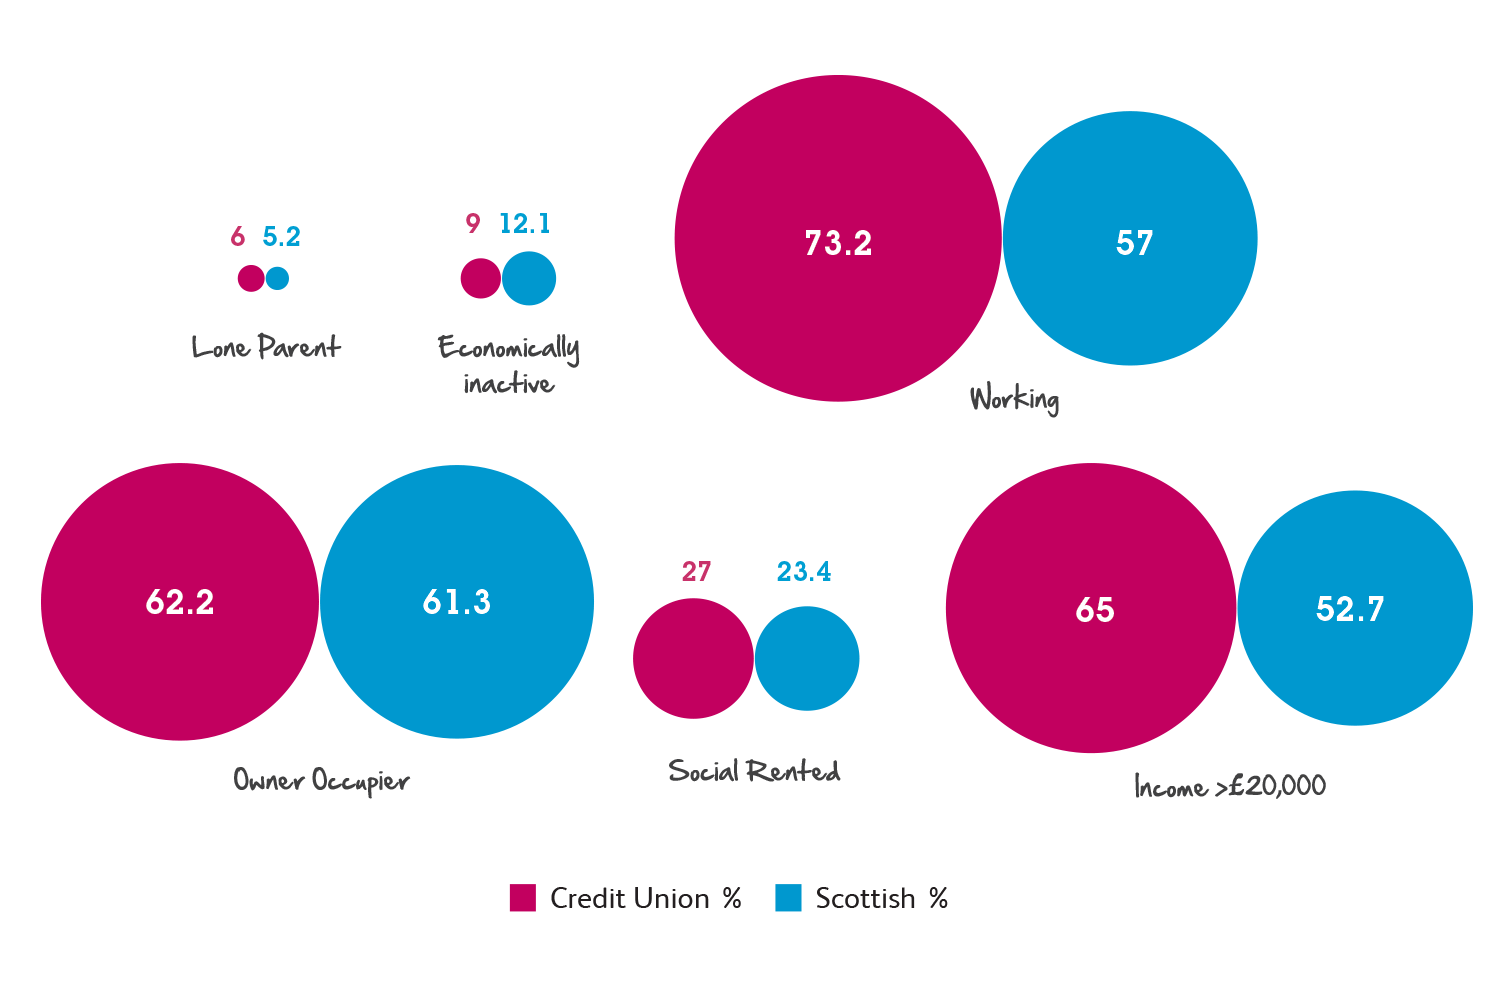 6 5.2
Lone Parent
9 12.1
Economically
inactive
73.2 57
Working
62.2 61.3
Owner Occupier
27 23.4
Social Rented
65 52.7
Income >£20,000
Credit Union % Scottish %